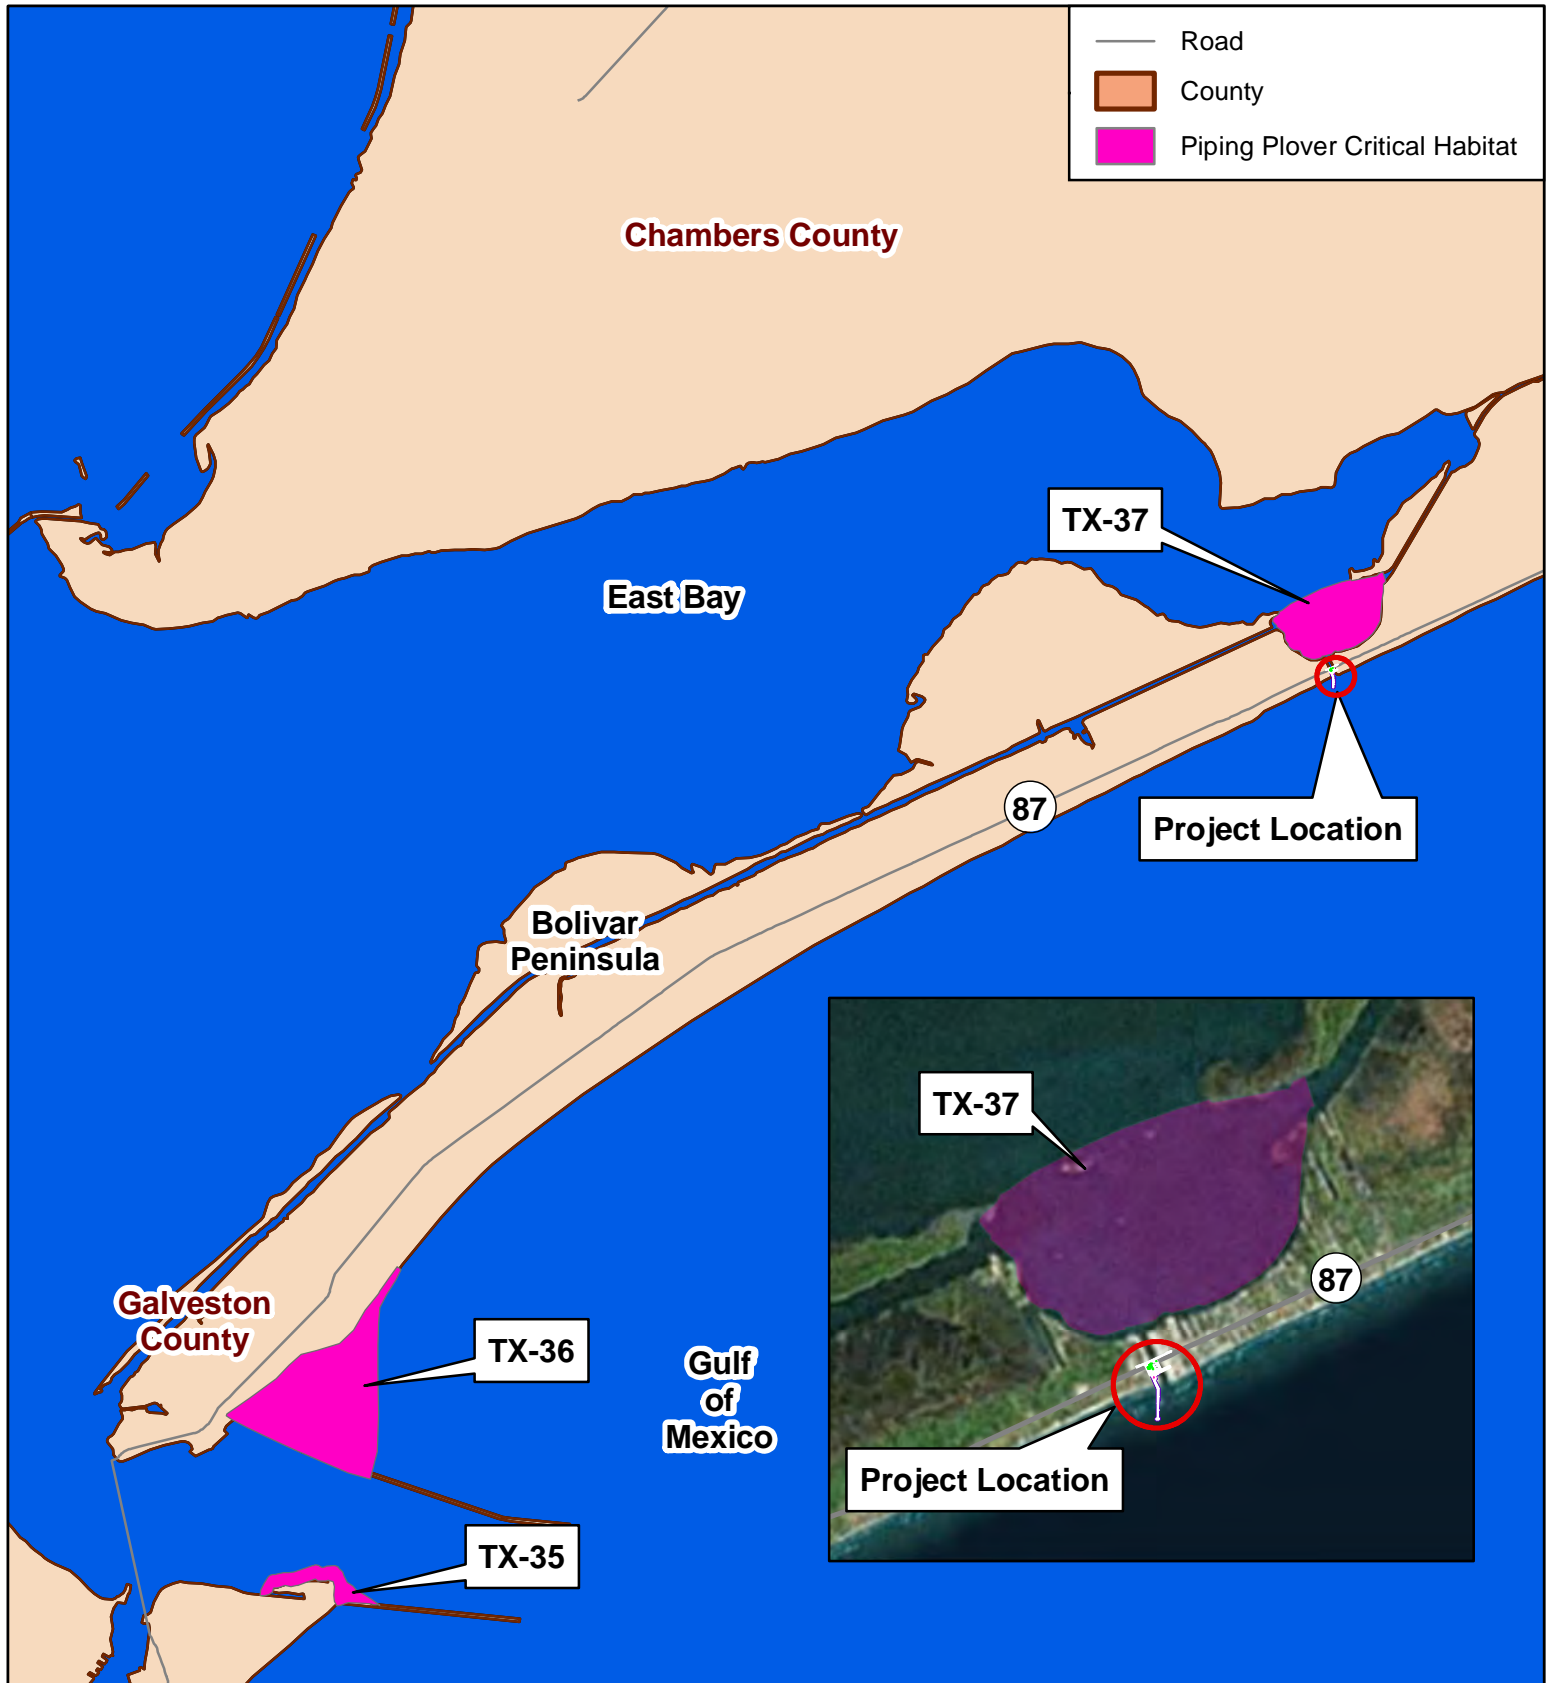 Road
County
Piping Plover Critical Habitat
Chambers County
TX-37
East Bay
87
Project Location
Bolivar
Peninsula
TX-37
87
Galveston
County
TX-36
Gulf
of
Mexico
Project Location
TX-35